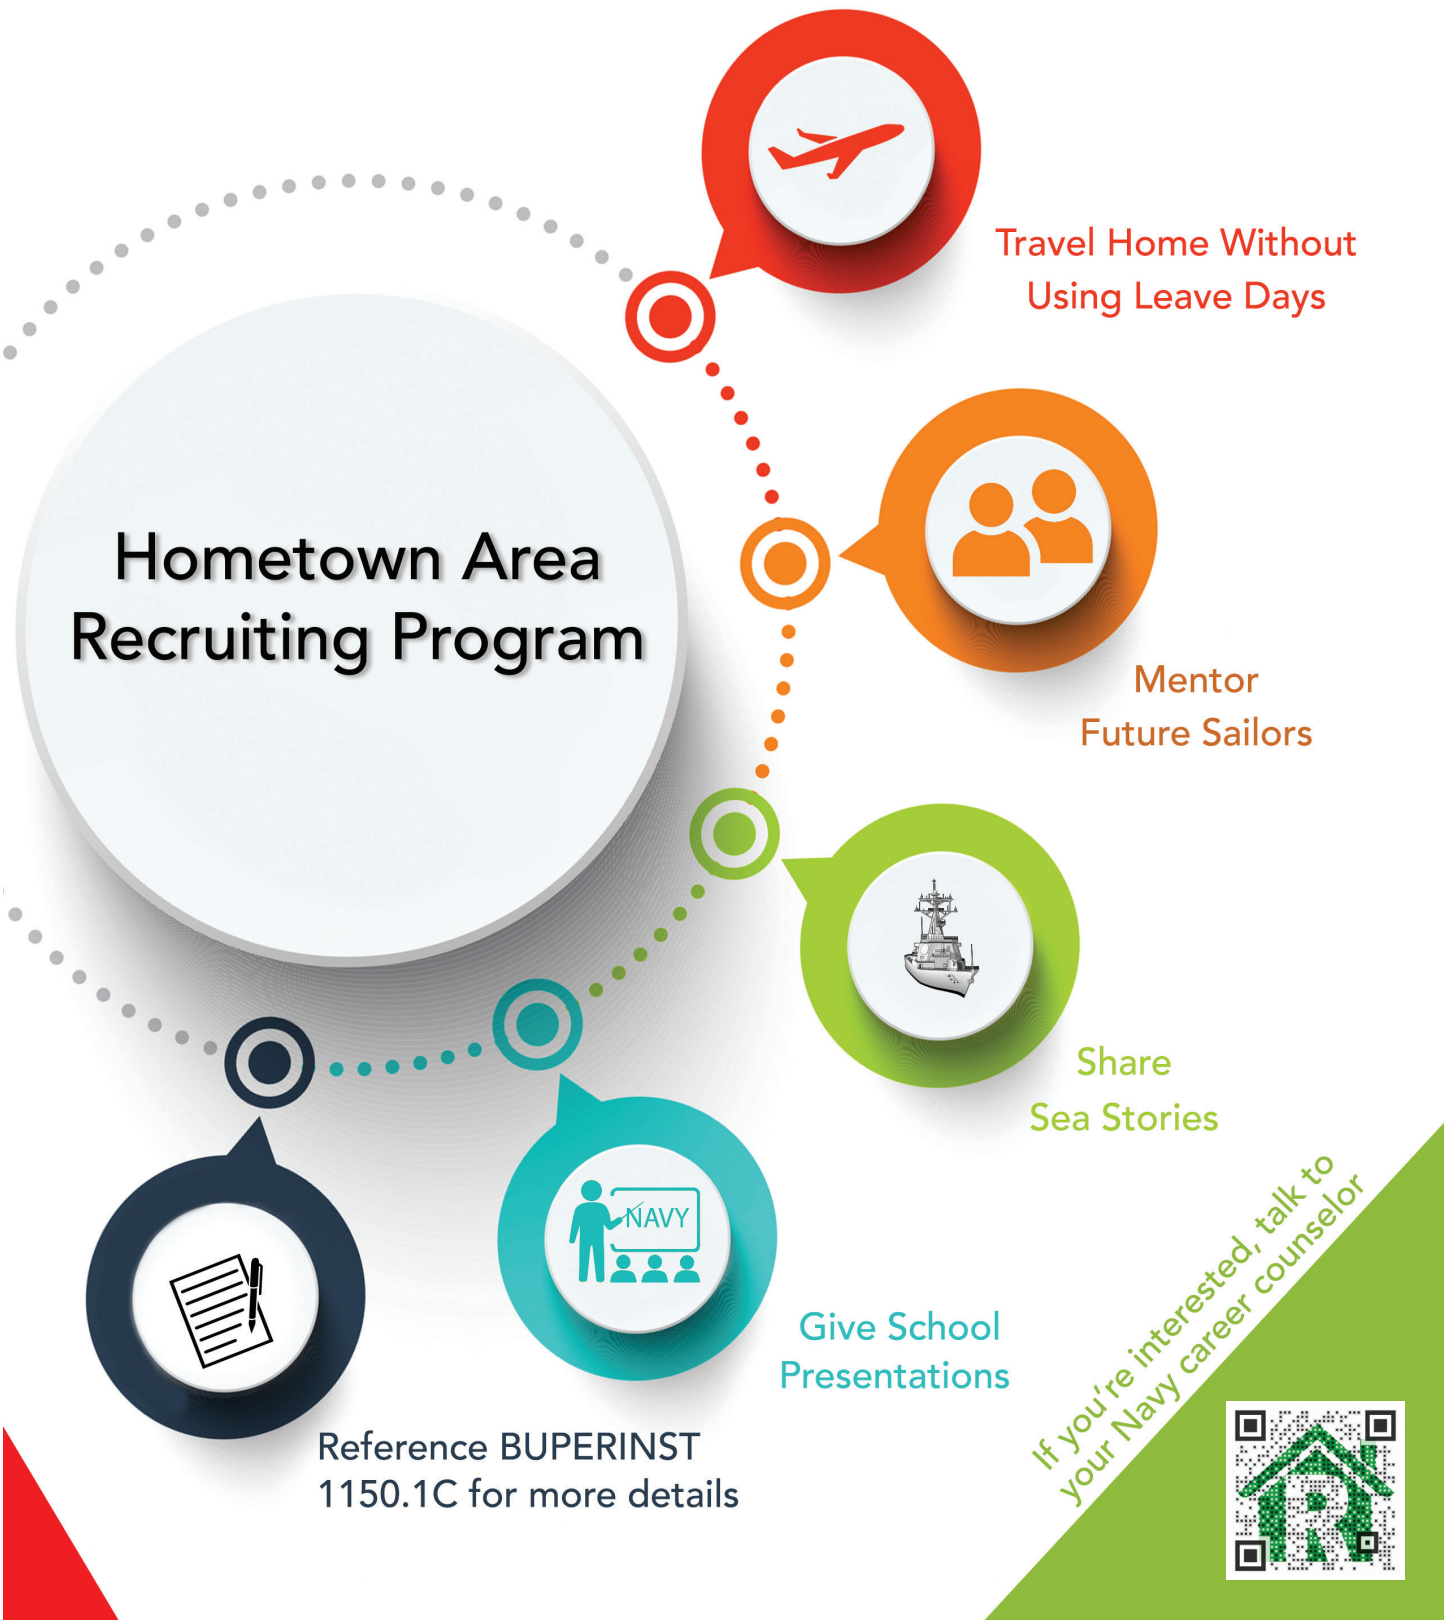 Hometown Area
Recruiting Program
Travel Home Without
Using Leave Days
Mentor
Future Sailors
Share
Sea Stories
NAVY
Give School
Presentations
Reference BUPERINST
1150.1C for more details
If you're interested, talk to
your Navy career counselor
R